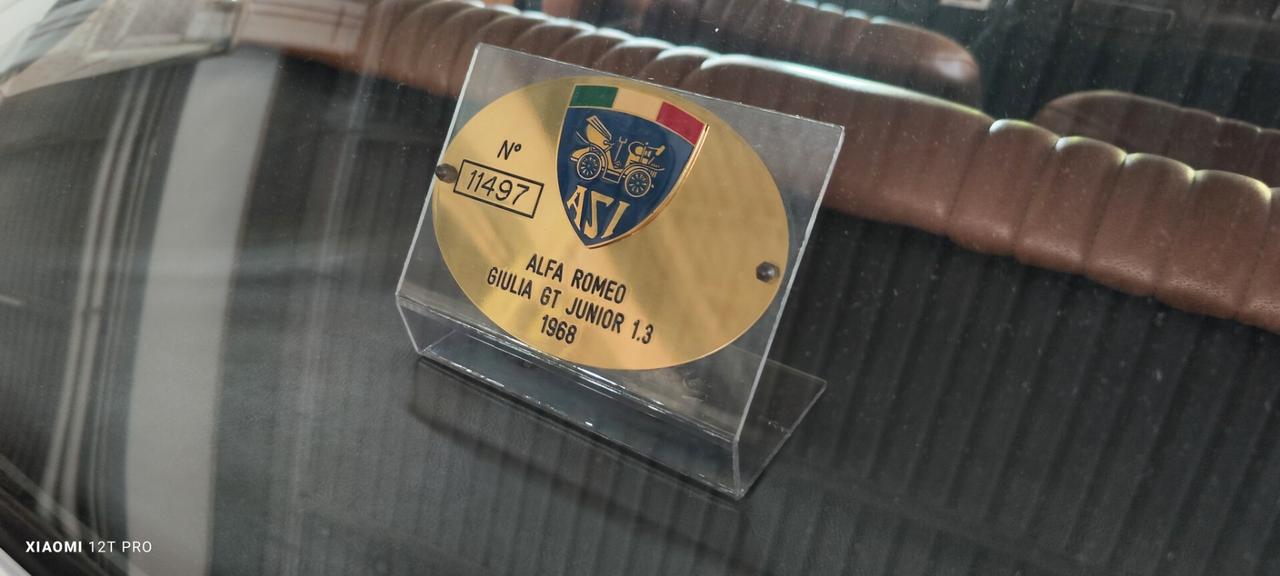 N°
11497
ASI
ALFA ROMEO
GIULIA GT JUNIOR 1.3
1968
XIAOMI 12T PRO